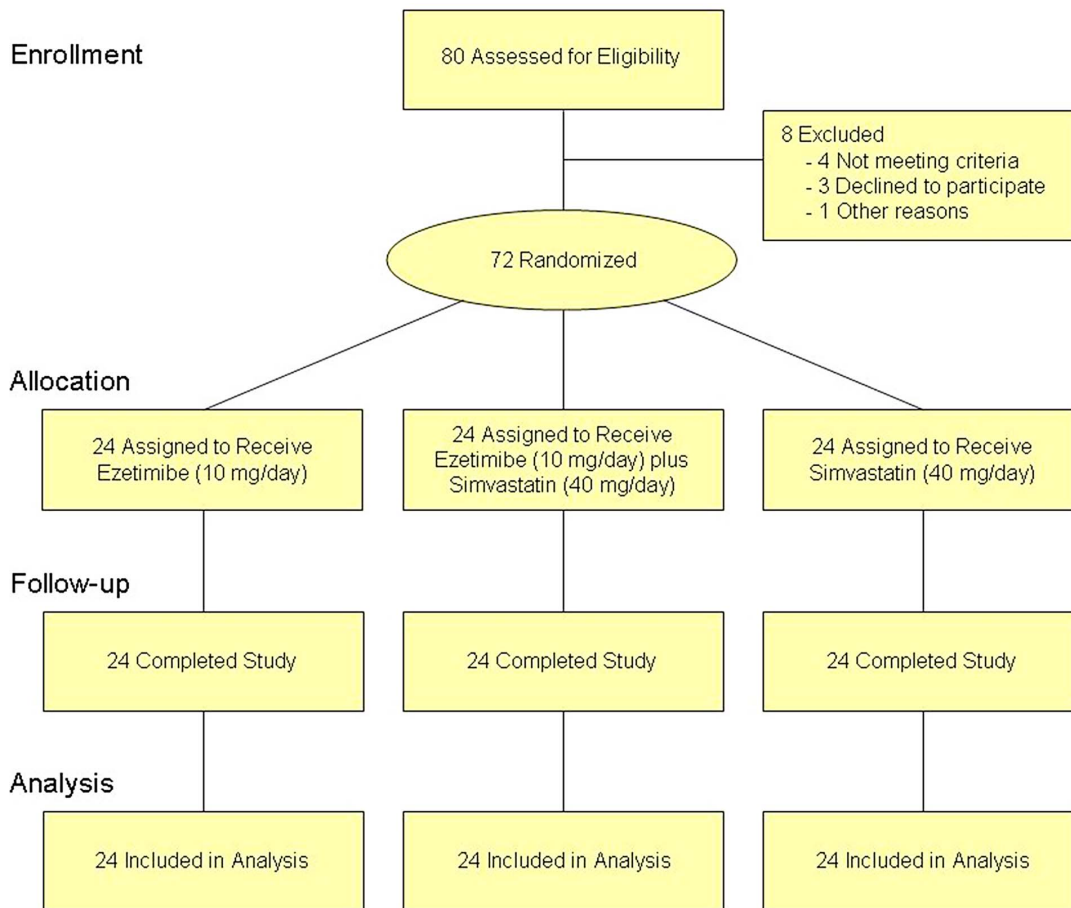 Enrollment
80 Assessed for Eligibility
8 Excluded
- 4 Not meeting criteria
- 3 Declined to participate
- 1 Other reasons
72 Randomized
Allocation
24 Assigned to Receive
Ezetimibe (10 mg/day)
24 Assigned to Receive
Ezetimibe (10 mg/day) plus
Simvastatin (40 mg/day)
24 Assigned to Receive
Simvastatin (40 mg/day)
Follow-up
24 Completed Study
24 Completed Study
24 Completed Study
Analysis
24 Included in Analysis
24 Included in Analysis
24 Included in Analysis